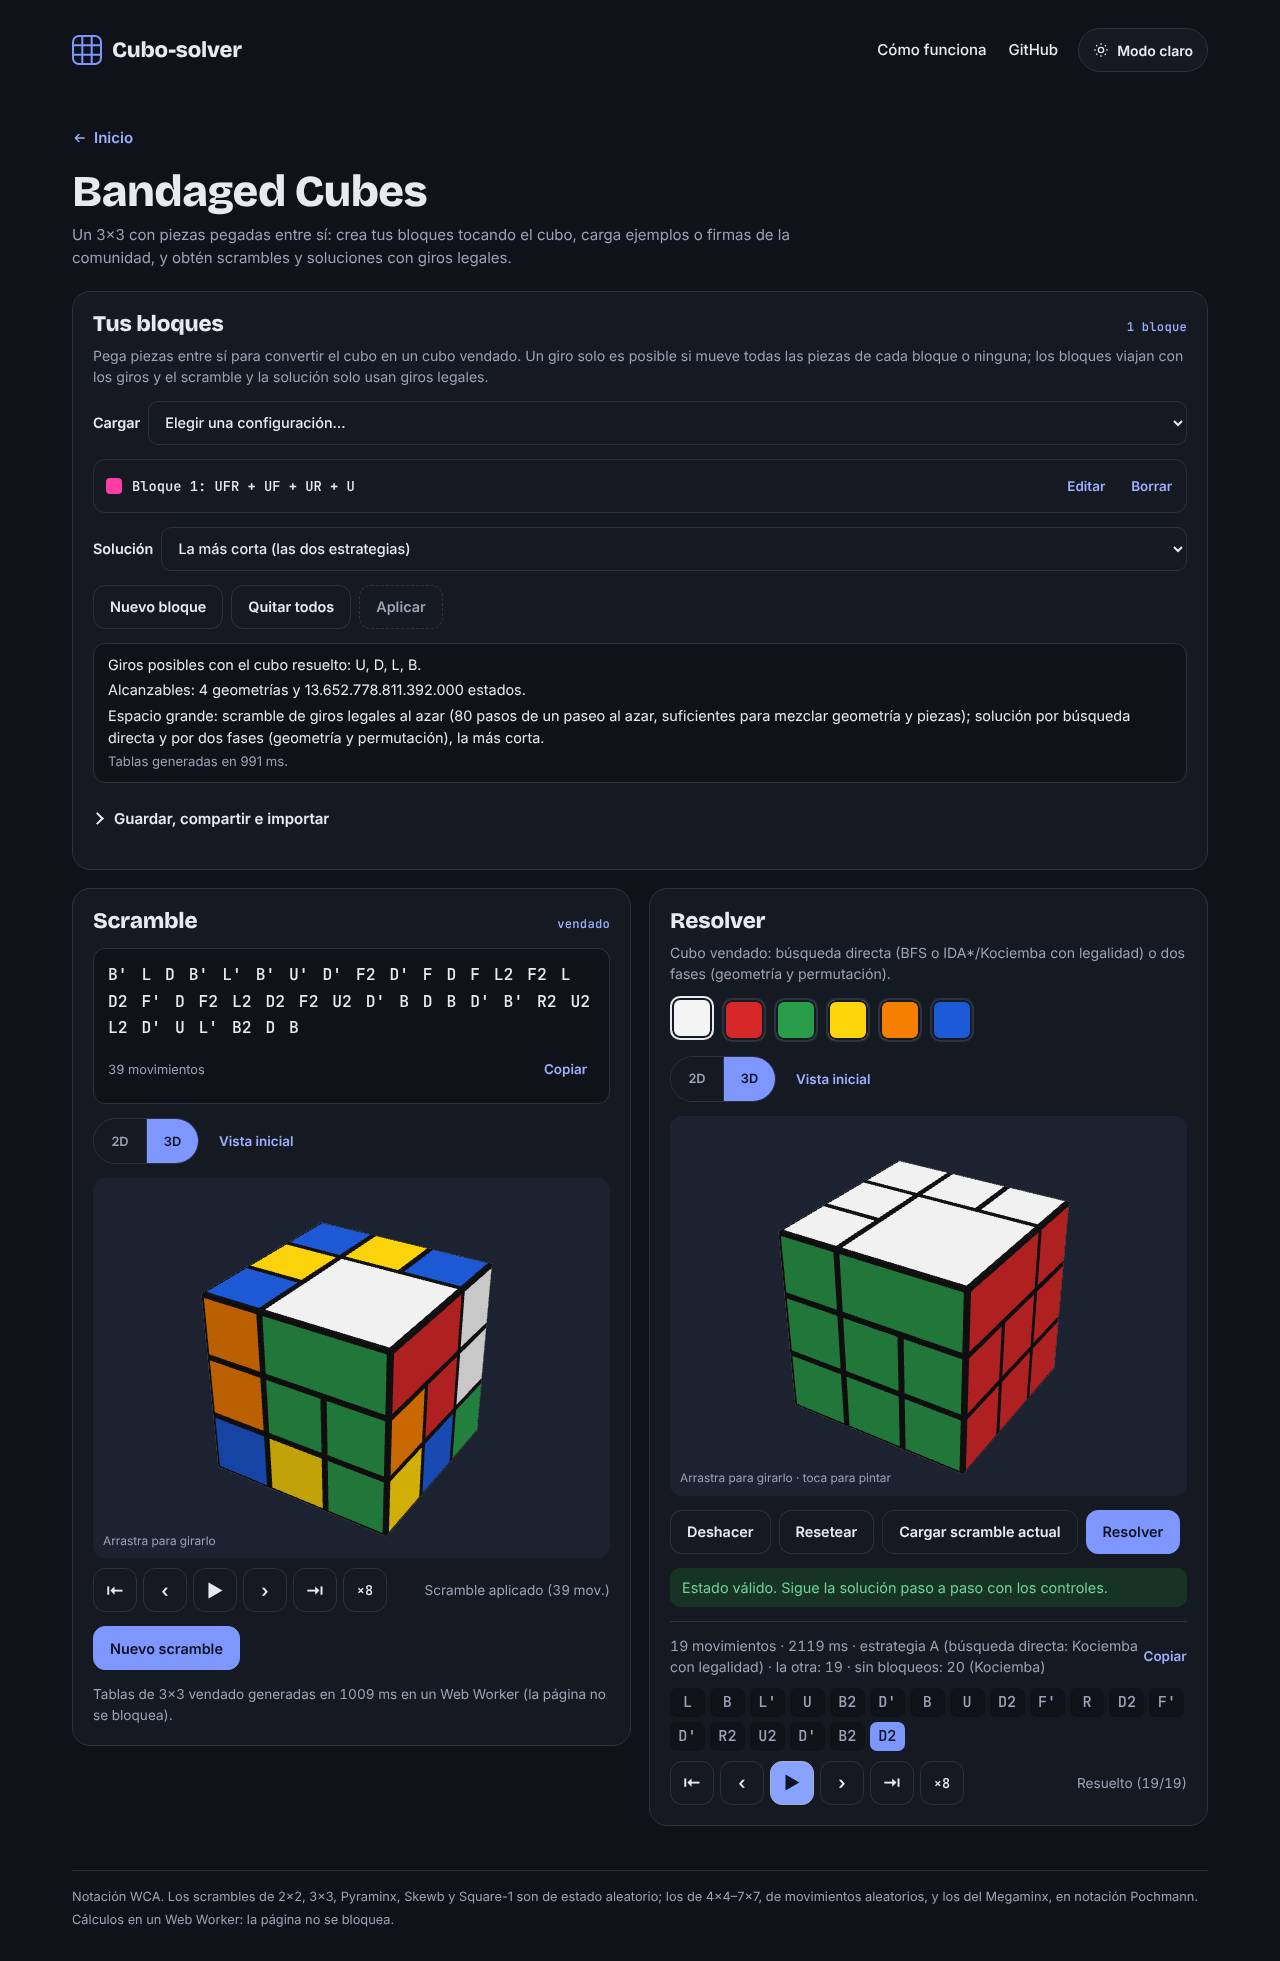 Cubo-solver
Cómo funciona
GitHub
Modo claro
← Inicio
Bandaged Cubes
Un 3×3 con piezas pegadas entre sí: crea tus bloques tocando el cubo, carga ejemplos o firmas de la
comunidad, y obtén scrambles y soluciones con giros legales.
Tus bloques
1 bloque
Pega piezas entre sí para convertir el cubo en un cubo vendado. Un giro solo es posible si mueve todas las piezas de cada bloque o ninguna; los bloques viajan con
los giros y el scramble y la solución solo usan giros legales.
Cargar
Elegir una configuración…
Bloque 1: UFR + UF + UR + U
Editar
Borrar
Solución
La más corta (las dos estrategias)
Nuevo bloque
Quitar todos
Aplicar
Giros posibles con el cubo resuelto: U, D, L, B.
Alcanzables: 4 geometrías y 13.652.778.811.392.000 estados.
Espacio grande: scramble de giros legales al azar (80 pasos de un paseo al azar, suficientes para mezclar geometría y piezas); solución por búsqueda
directa y por dos fases (geometría y permutación), la más corta.
Tablas generadas en 991 ms.
Guardar, compartir e importar
Scramble
vendado
B' L D B' L' B' U' D' F2 D' F D F L2 F2 L
D2 F' D F2 L2 D2 F2 U2 D' B D B D' B' R2 U2
L2 D' U L' B2 D B
39 movimientos
Copiar
2D
3D
Vista inicial
Arrastra para girarlo
×8
Scramble aplicado (39 mov.)
Nuevo scramble
Tablas de 3×3 vendado generadas en 1009 ms en un Web Worker (la página no
se bloquea).
Resolver
Cubo vendado: búsqueda directa (BFS o IDA*/Kociemba con legalidad) o dos
fases (geometría y permutación).
2D
3D
Vista inicial
Arrastra para girarlo · toca para pintar
Deshacer
Resetear
Cargar scramble actual
Resolver
Estado válido. Sigue la solución paso a paso con los controles.
19 movimientos · 2119 ms · estrategia A (búsqueda directa: Kociemba
con legalidad) · la otra: 19 · sin bloqueos: 20 (Kociemba)
Copiar
L B L' U B2 D' B U D2 F' R D2 F'
D' R2 U2 D' B2 D2
×8
Resuelto (19/19)
Notación WCA. Los scrambles de 2×2, 3×3, Pyraminx, Skewb y Square-1 son de estado aleatorio; los de 4×4–7×7, de movimientos aleatorios, y los del Megaminx, en notación Pochmann.
Cálculos en un Web Worker: la página no se bloquea.